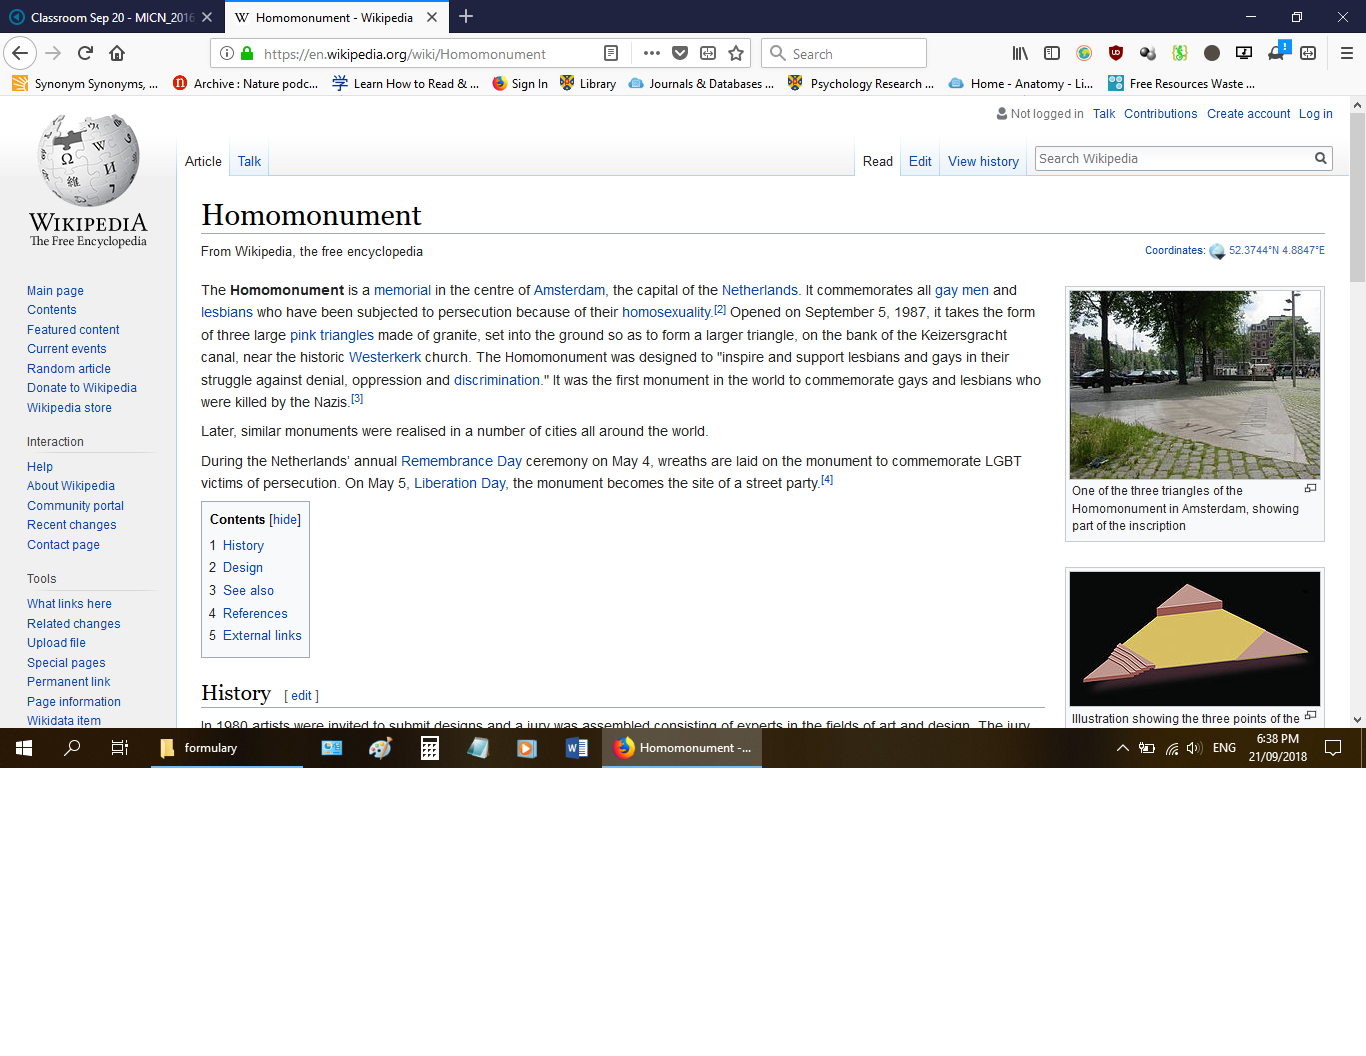 Classroom Sep 20 - MICN_2016
Homomonument - Wikipedia
https://en.wikipedia.org/wiki/Homomonument
Search
Synonym Synonyms, ...
Archive : Nature podc...
Learn How to Read & ...
Sign In
Library
Journals & Databases ...
Psychology Research ...
Home - Anatomy - Li...
Free Resources Waste ...
Not logged in Talk Contributions Create account Log in
Article Talk
Read Edit View history
Search Wikipedia
WIKIPEDIA
The Free Encyclopedia
Main page
Contents
Featured content
Current events
Random article
Donate to Wikipedia
Wikipedia store
Interaction
Help
About Wikipedia
Community portal
Recent changes
Contact page
Tools
What links here
Related changes
Upload file
Special pages
Permanent link
Page information
Wikidata item
Homomonument
From Wikipedia, the free encyclopedia
Coordinates: 52.3744°N 4.8847°E
The Homomonument is a memorial in the centre of Amsterdam, the capital of the Netherlands. It commemorates all gay men and
lesbians who have been subjected to persecution because of their homosexuality.[2] Opened on September 5, 1987, it takes the form
of three large pink triangles made of granite, set into the ground so as to form a larger triangle, on the bank of the Keizersgracht
canal, near the historic Westerkerk church. The Homomonument was designed to "inspire and support lesbians and gays in their
struggle against denial, oppression and discrimination." It was the first monument in the world to commemorate gays and lesbians who
were killed by the Nazis.[3]
Later, similar monuments were realised in a number of cities all around the world.
During the Netherlands' annual Remembrance Day ceremony on May 4, wreaths are laid on the monument to commemorate LGBT
victims of persecution. On May 5, Liberation Day, the monument becomes the site of a street party.[4]
Contents [hide]
1 History
2 Design
3 See also
4 References
5 External links
History [ edit ]
In 1980 artists were invited to submit designs and a jury was assembled consisting of experts in the fields of art and design. The jury
One of the three triangles of the
Homomonument in Amsterdam, showing
part of the inscription
Illustration showing the three points of the
formulary
Homomonument -...
ENG
6:38 PM
21/09/2018